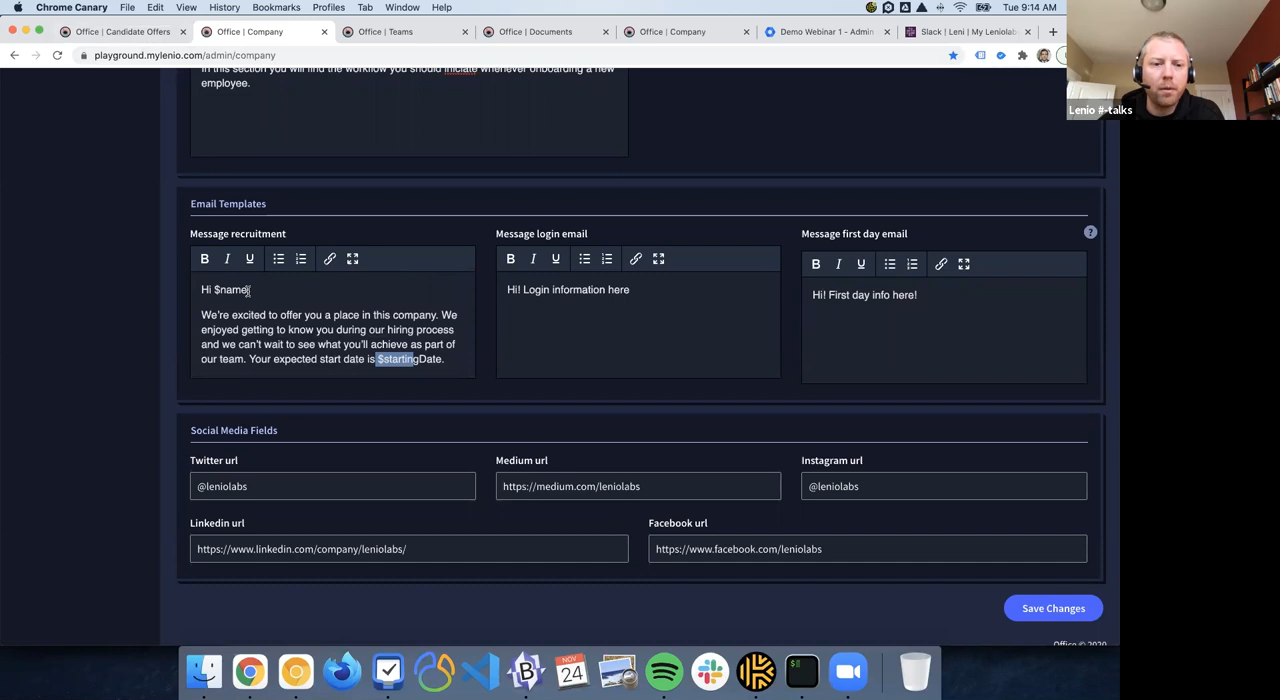 Chrome Canary File Edit View History Bookmarks Profiles Tab Window Help Tue 9:14 AM
Office | Candidate Offers Office | Company Office | Teams Office | Documents Office | Company Demo Webinar 1 - Admin Slack | Leni | My Leniolab
playground.mylenio.com/admin/company
Lenio #-talks
In this section you will find the workflow you should initiate whenever onboarding a new
employee.
Email Templates
Message recruitment Message login email Message first day email
B I U B I U B I U
Hi $name Hi! Login information here Hi! First day info here!
We're excited to offer you a place in this company. We
enjoyed getting to know you during our hiring process
and we can't wait to see what you'll achieve as part of
our team. Your expected start date is $startingDate.
Social Media Fields
Twitter url Medium url Instagram url
@leniolabs https://medium.com/leniolabs @leniolabs
Linkedin url Facebook url
https://www.linkedin.com/company/leniolabs/ https://www.facebook.com/leniolabs
Save Changes
Office © 2020
NOV
24